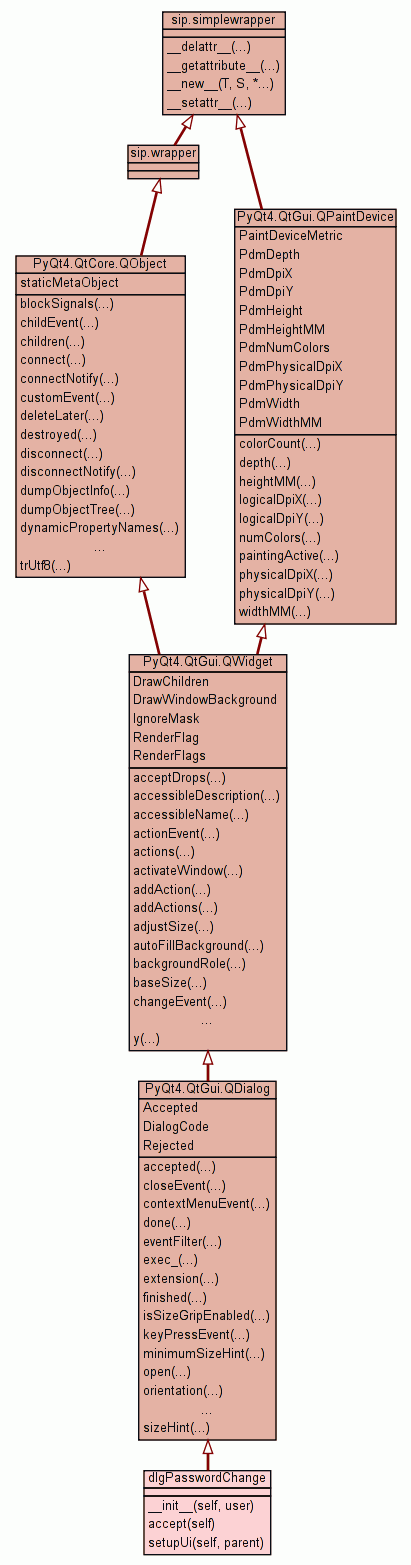 sip.simplewrapper
__delattr__(...)
__getattribute__(...)
__new__(T, S, *...)
__setattr__(...)
sip.wrapper
PyQt4.QtCore.QObject
staticMetaObject
blockSignals(...)
childEvent(...)
children(...)
connect(...)
connectNotify(...)
customEvent(...)
deleteLater(...)
destroyed(...)
disconnect(...)
disconnectNotify(...)
dumpObjectInfo(...)
dumpObjectTree(...)
dynamicPropertyNames(...)
...
trUtf8(...)
PyQt4.QtGui.QPaintDevice
PaintDeviceMetric
PdmDepth
PdmDpiX
PdmDpiY
PdmHeight
PdmHeightMM
PdmNumColors
PdmPhysicalDpiX
PdmPhysicalDpiY
PdmWidth
PdmWidthMM
colorCount(...)
depth(...)
heightMM(...)
logicalDpiX(...)
logicalDpiY(...)
numColors(...)
paintingActive(...)
physicalDpiX(...)
physicalDpiY(...)
widthMM(...)
PyQt4.QtGui.QWidget
DrawChildren
DrawWindowBackground
IgnoreMask
RenderFlag
RenderFlags
acceptDrops(...)
accessibleDescription(...)
accessibleName(...)
actionEvent(...)
actions(...)
activateWindow(...)
addAction(...)
addActions(...)
adjustSize(...)
autoFillBackground(...)
backgroundRole(...)
baseSize(...)
changeEvent(...)
...
y(...)
PyQt4.QtGui.QDialog
Accepted
DialogCode
Rejected
accepted(...)
closeEvent(...)
contextMenuEvent(...)
done(...)
eventFilter(...)
exec_(...)
extension(...)
finished(...)
isSizeGripEnabled(...)
keyPressEvent(...)
minimumSizeHint(...)
open(...)
orientation(...)
...
sizeHint(...)
dlgPasswordChange
__init__(self, user)
accept(self)
setupUi(self, parent)